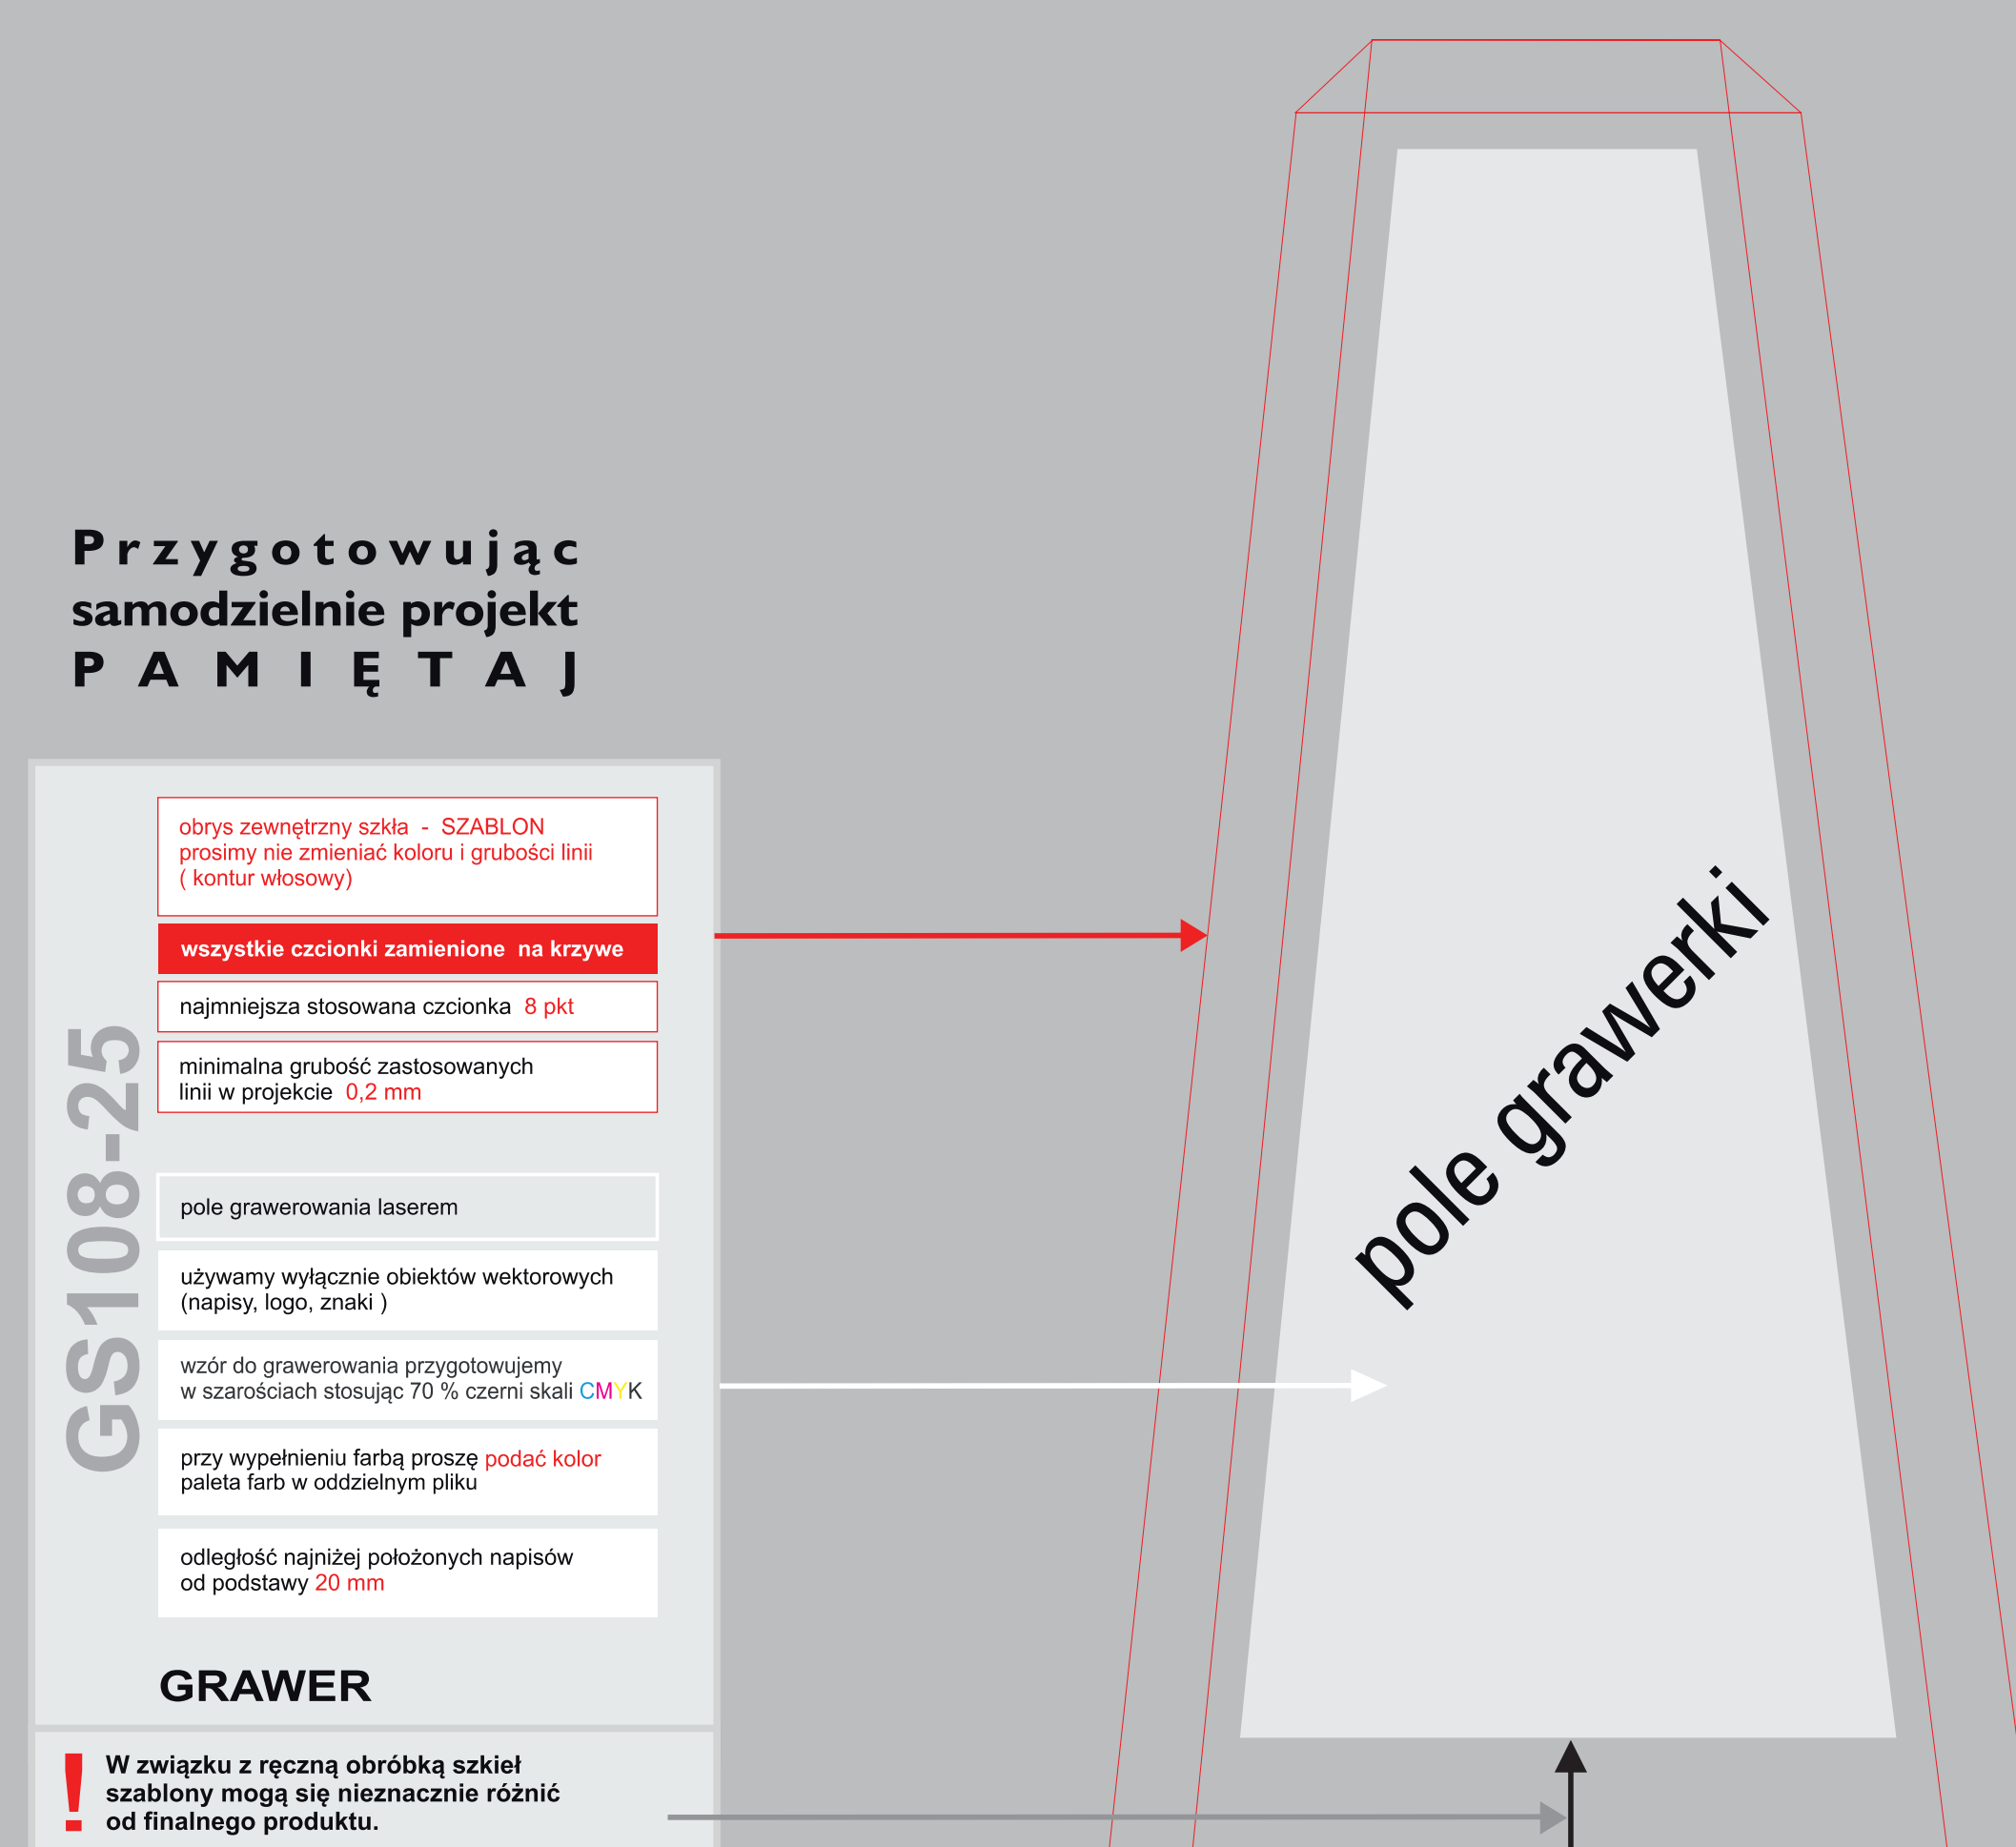 Przygotowując
samodzielnie projekt
PAMIĘTAJ
obrys zewnętrzny szkła - SZABLON
prosimy nie zmieniać koloru i grubości linii
( kontur włosowy)
wszystkie czcionki zamienione na krzywe
najmniejsza stosowana czcionka 8 pkt
minimalna grubość zastosowanych
linii w projekcie 0,2 mm
GS108-25
pole grawerowania laserem
używamy wyłącznie obiektów wektorowych
(napisy, logo, znaki )
wzór do grawerowania przygotowujemy
w szarościach stosując 70 % czerni skali CMYK
przy wypełnieniu farbą proszę podać kolor
paleta farb w oddzielnym pliku
odległość najniżej położonych napisów
od podstawy 20 mm
GRAWER
! W związku z ręczną obróbką szkieł
szablony mogą się nieznacznie różnić
od finalnego produktu.
pole grawerki